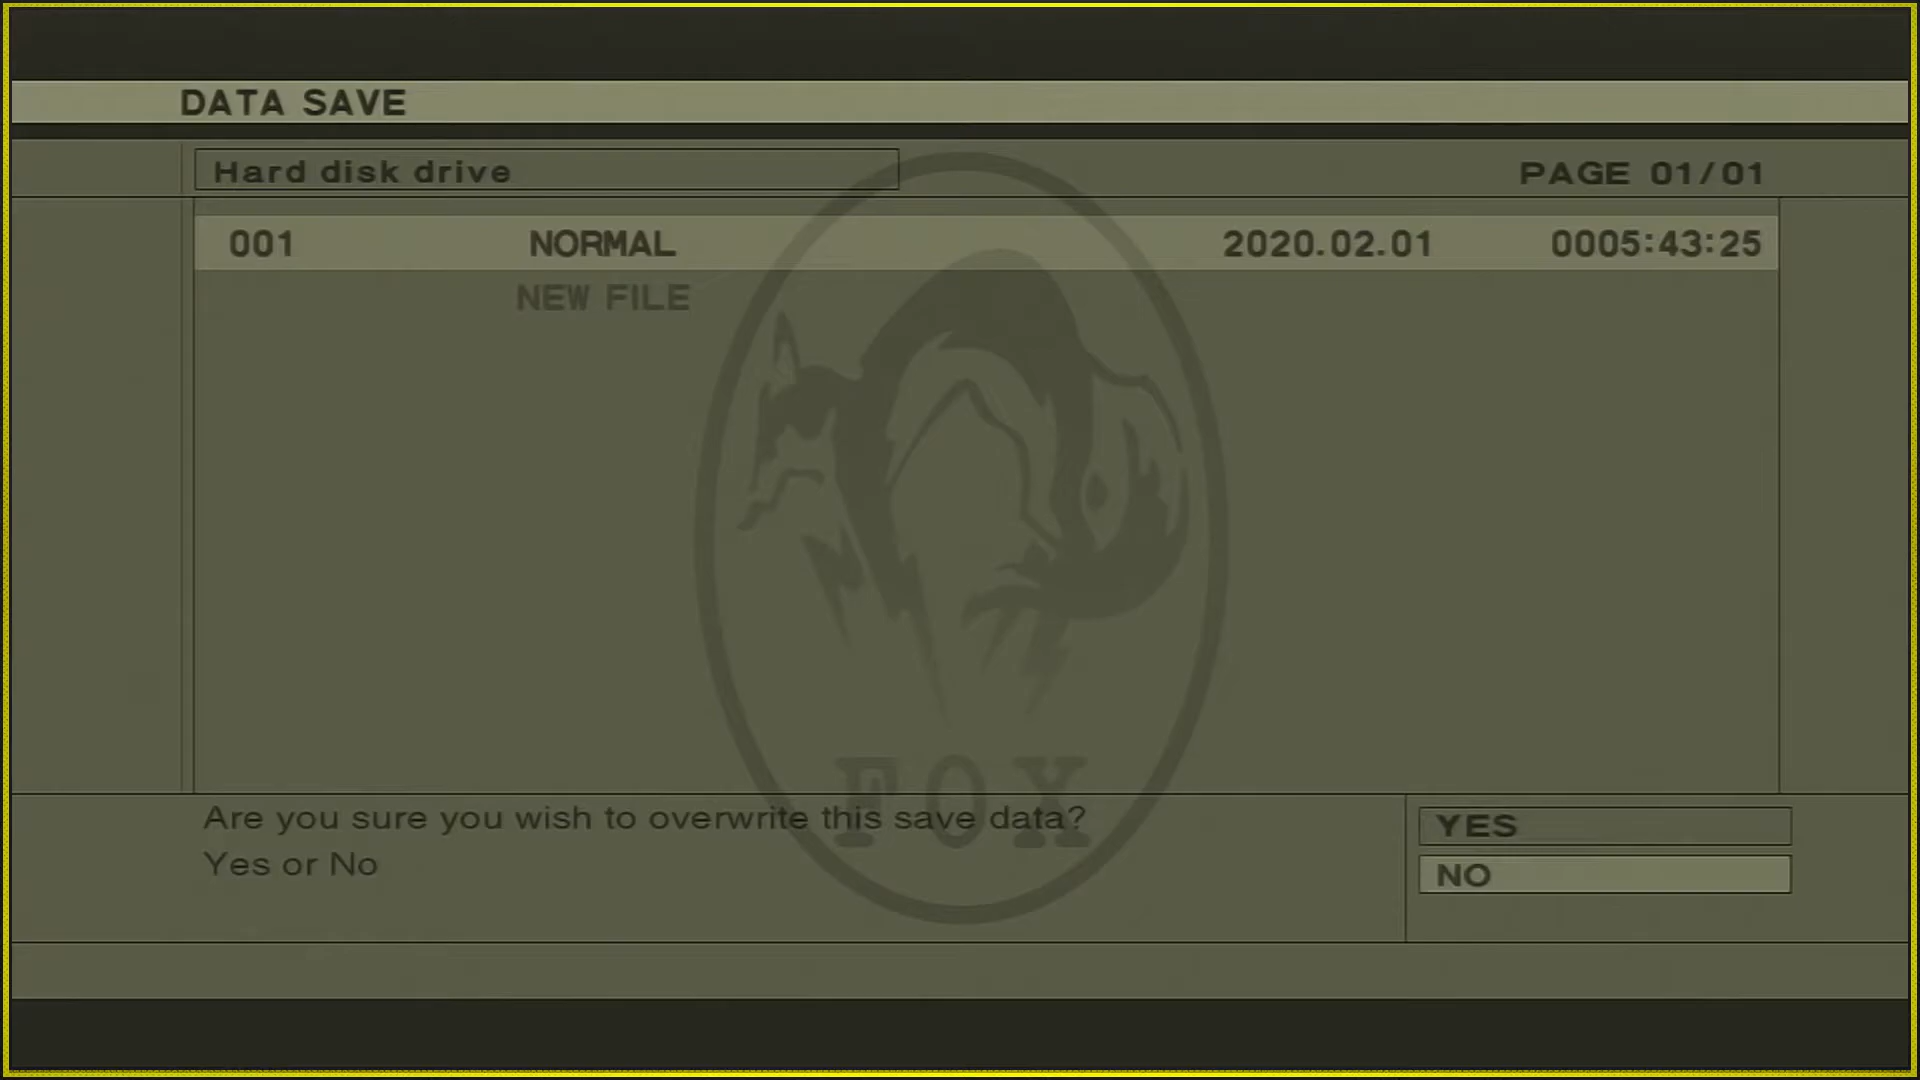 DATA SAVE
Hard disk drive PAGE 01/01
001 NORMAL 2020.02.01 0005:43:25
NEW FILE
FOX
Are you sure you wish to overwrite this save data?
Yes or No
YES
NO